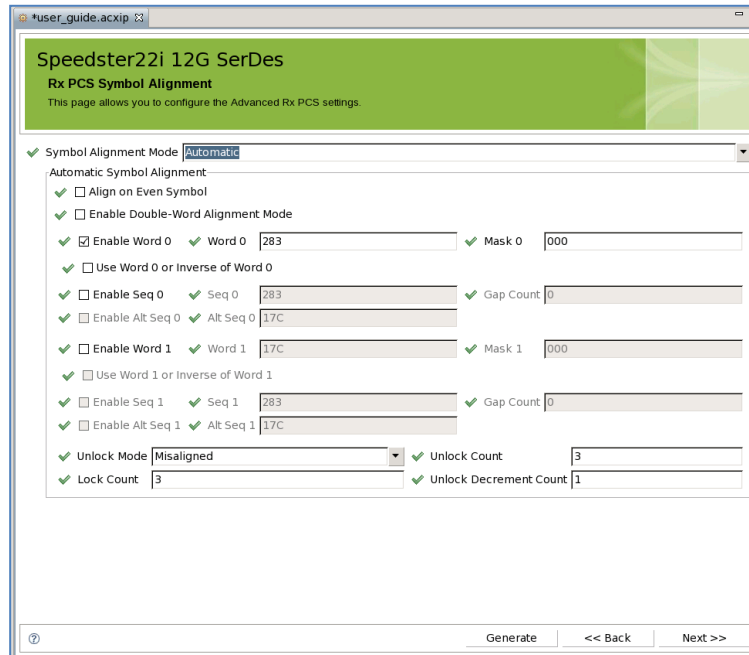 *user_guide.acxip
Speedster22i 12G SerDes
Rx PCS Symbol Alignment
This page allows you to configure the Advanced Rx PCS settings.
Symbol Alignment Mode Automatic
Automatic Symbol Alignment
Align on Even Symbol
Enable Double-Word Alignment Mode
Enable Word 0 Word 0 283 Mask 0 000
Use Word 0 or Inverse of Word 0
Enable Seq 0 Seq 0 283 Gap Count 0
Enable Alt Seq 0 Alt Seq 0 17C
Enable Word 1 Word 1 17C Mask 1 000
Use Word 1 or Inverse of Word 1
Enable Seq 1 Seq 1 283 Gap Count 0
Enable Alt Seq 1 Alt Seq 1 17C
Unlock Mode Misaligned Unlock Count 3
Lock Count 3 Unlock Decrement Count 1
Generate << Back Next >>